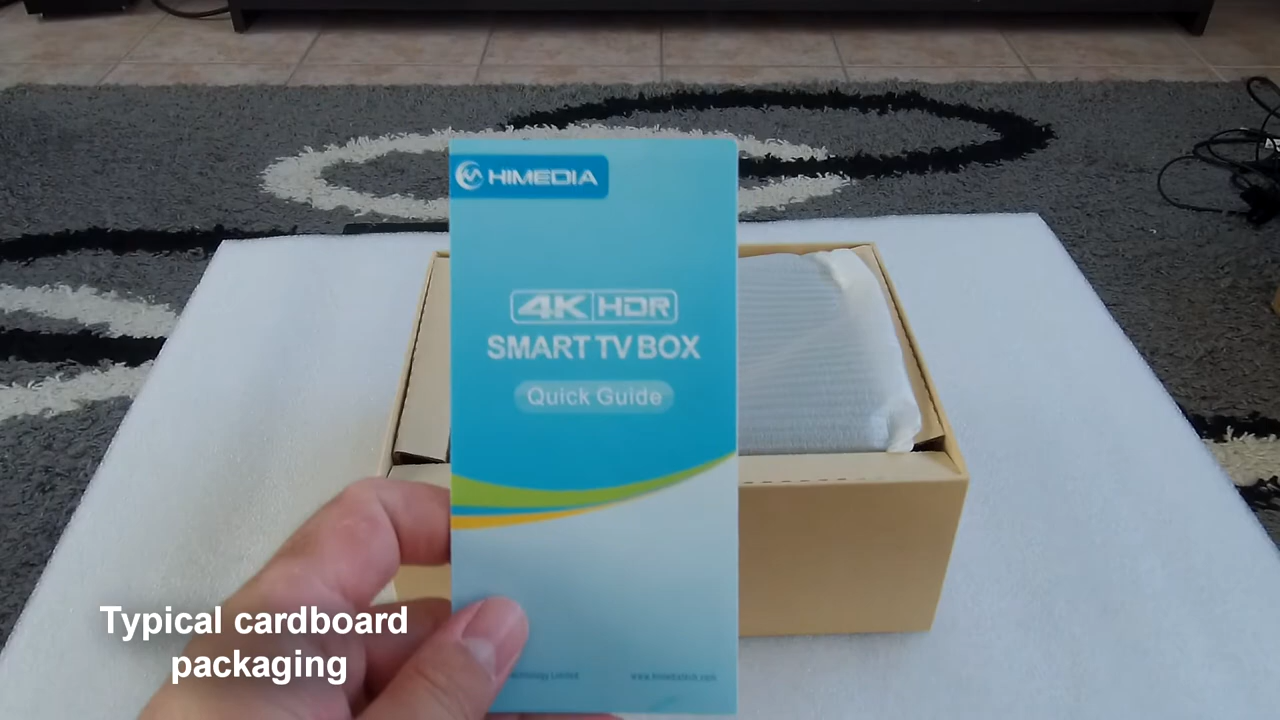 HIMEDIA
4K HDR
SMART TV BOX
Quick Guide
Typical cardboard
packaging
Technology Limited
www.himediatech.com